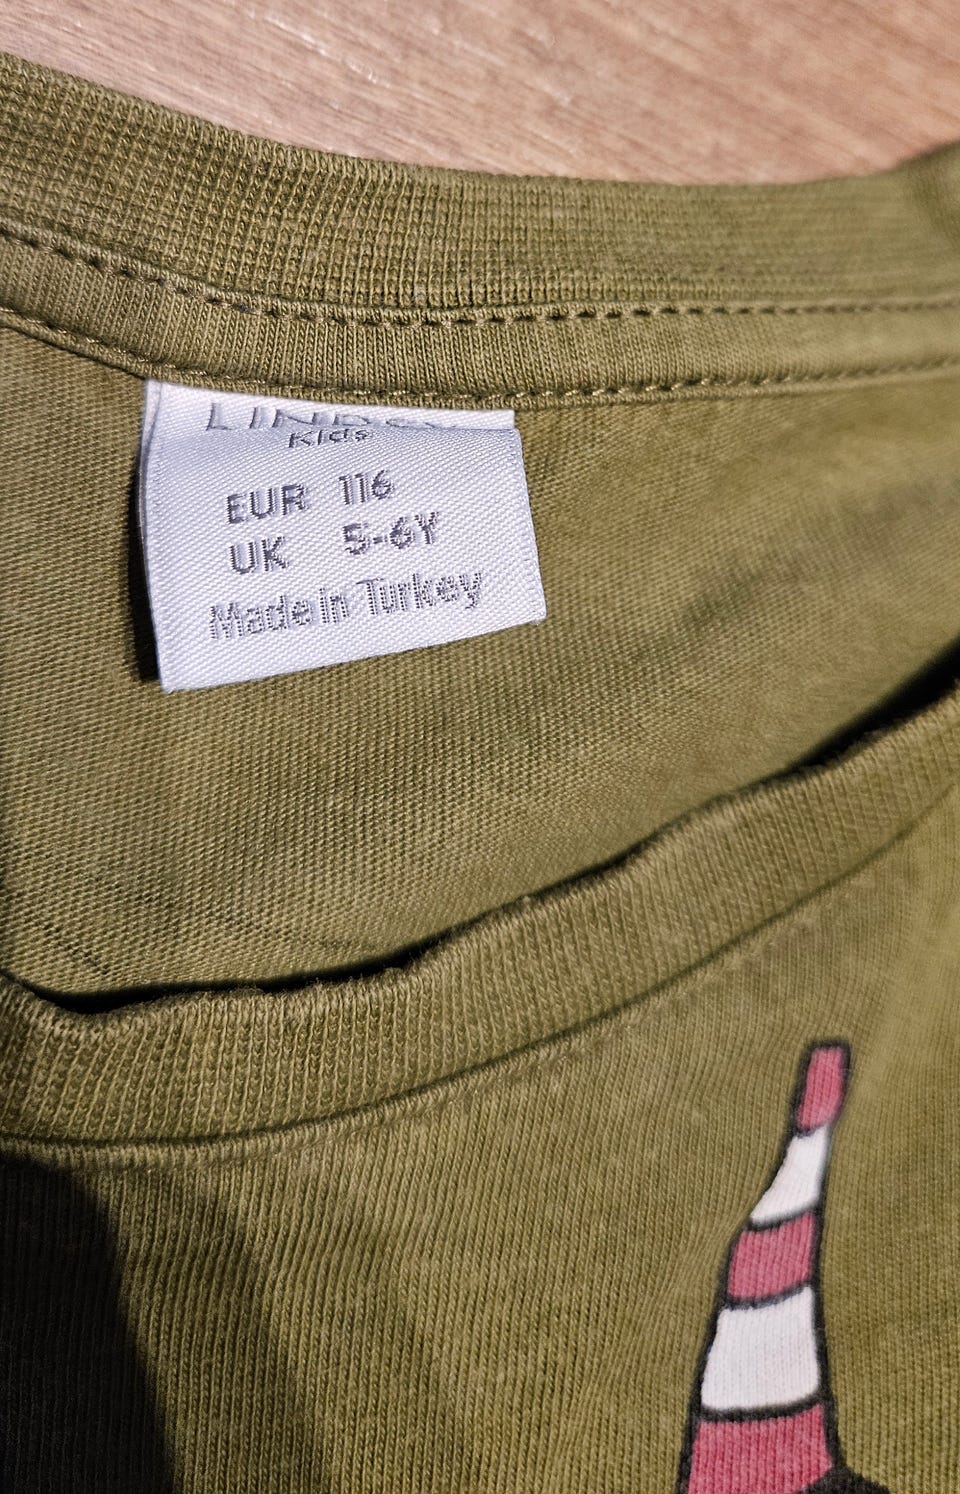 Kids
EUR 116
UK 5-6Y
Made in Turkey